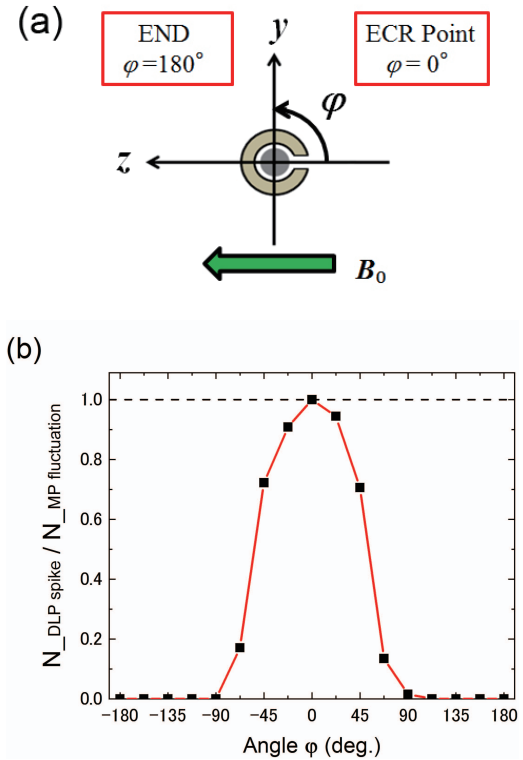 (a)
END
φ=180°
y
ECR Point
φ= 0°
φ
z
B0
(b)
N_DLP spike / N_MP fluctuation
1.0
0.8
0.6
0.4
0.2
0.0
−180 −135 −90 −45 0 45 90 135 180
Angle φ (deg.)